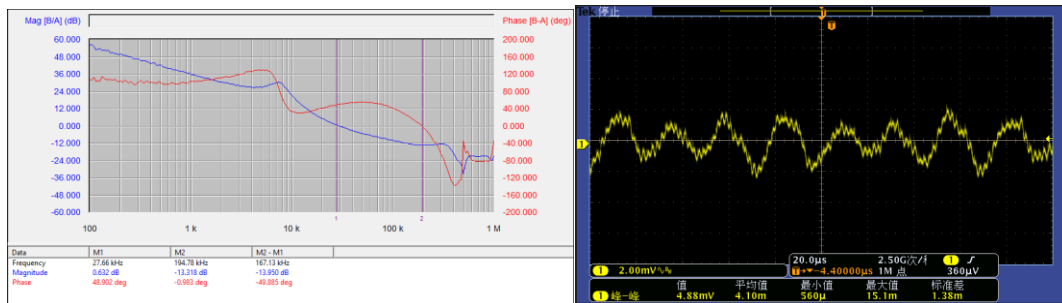 Mag [B/A] (dB)
Phase [B-A] (deg)
60.000
48.000
36.000
24.000
12.000
0.000
-12.000
-24.000
-36.000
-48.000
-60.000
200.000
160.000
120.000
80.000
40.000
0.000
-40.000
-80.000
-120.000
-160.000
-200.000
1
2
100
1 k
10 k
100 k
1 M
Data M1 M2 M2 - M1
Frequency 27.66 kHz 194.78 kHz 167.13 kHz
Magnitude 0.632 dB -13.318 dB -13.950 dB
Phase 48.902 deg -0.983 deg -49.885 deg
Tek 停止
T
T
1
1 2.00mV
20.0µs
T -4.40000µs
2.50G次/
1M 点
1
360µV
值 平均值 最小值 最大值 标准差
1 峰-峰 4.88mV 4.10m 560µ 15.1m 1.38m